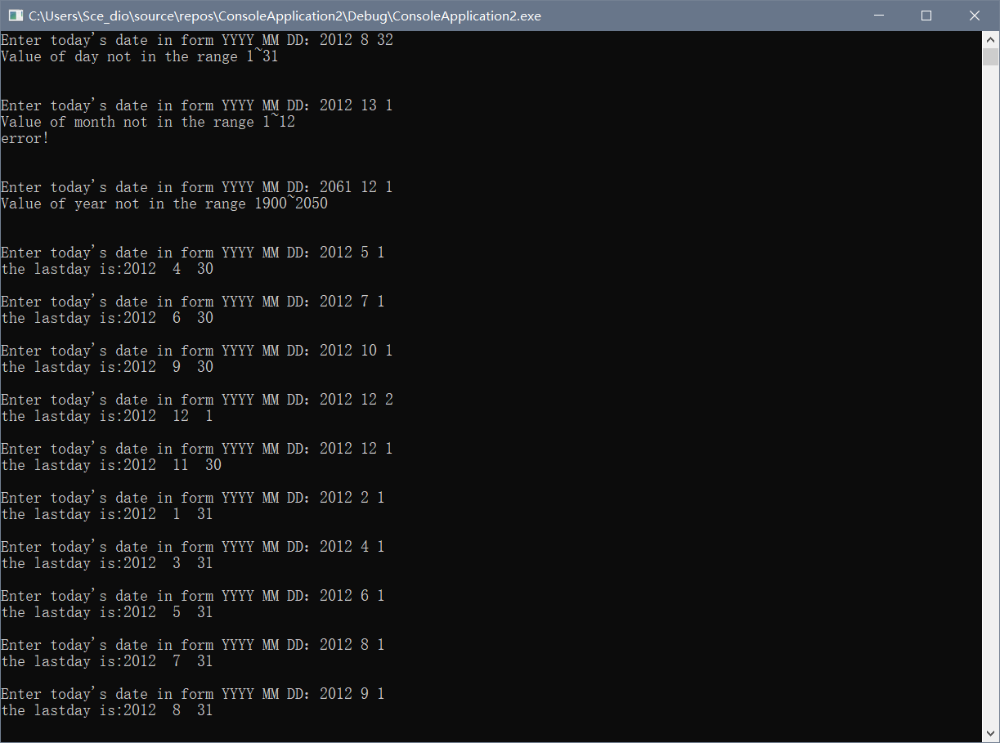 C:\Users\Sce_dio\source\repos\ConsoleApplication2\Debug\ConsoleApplication2.exe
Enter today's date in form YYYY MM DD: 2012 8 32
Value of day not in the range 1~31
Enter today's date in form YYYY MM DD: 2012 13 1
Value of month not in the range 1~12
error!
Enter today's date in form YYYY MM DD: 2061 12 1
Value of year not in the range 1900~2050
Enter today's date in form YYYY MM DD: 2012 5 1
the lastday is:2012  4  30
Enter today's date in form YYYY MM DD: 2012 7 1
the lastday is:2012  6  30
Enter today's date in form YYYY MM DD: 2012 10 1
the lastday is:2012  9  30
Enter today's date in form YYYY MM DD: 2012 12 2
the lastday is:2012  12  1
Enter today's date in form YYYY MM DD: 2012 12 1
the lastday is:2012  11  30
Enter today's date in form YYYY MM DD: 2012 2 1
the lastday is:2012  1  31
Enter today's date in form YYYY MM DD: 2012 4 1
the lastday is:2012  3  31
Enter today's date in form YYYY MM DD: 2012 6 1
the lastday is:2012  5  31
Enter today's date in form YYYY MM DD: 2012 8 1
the lastday is:2012  7  31
Enter today's date in form YYYY MM DD: 2012 9 1
the lastday is:2012  8  31